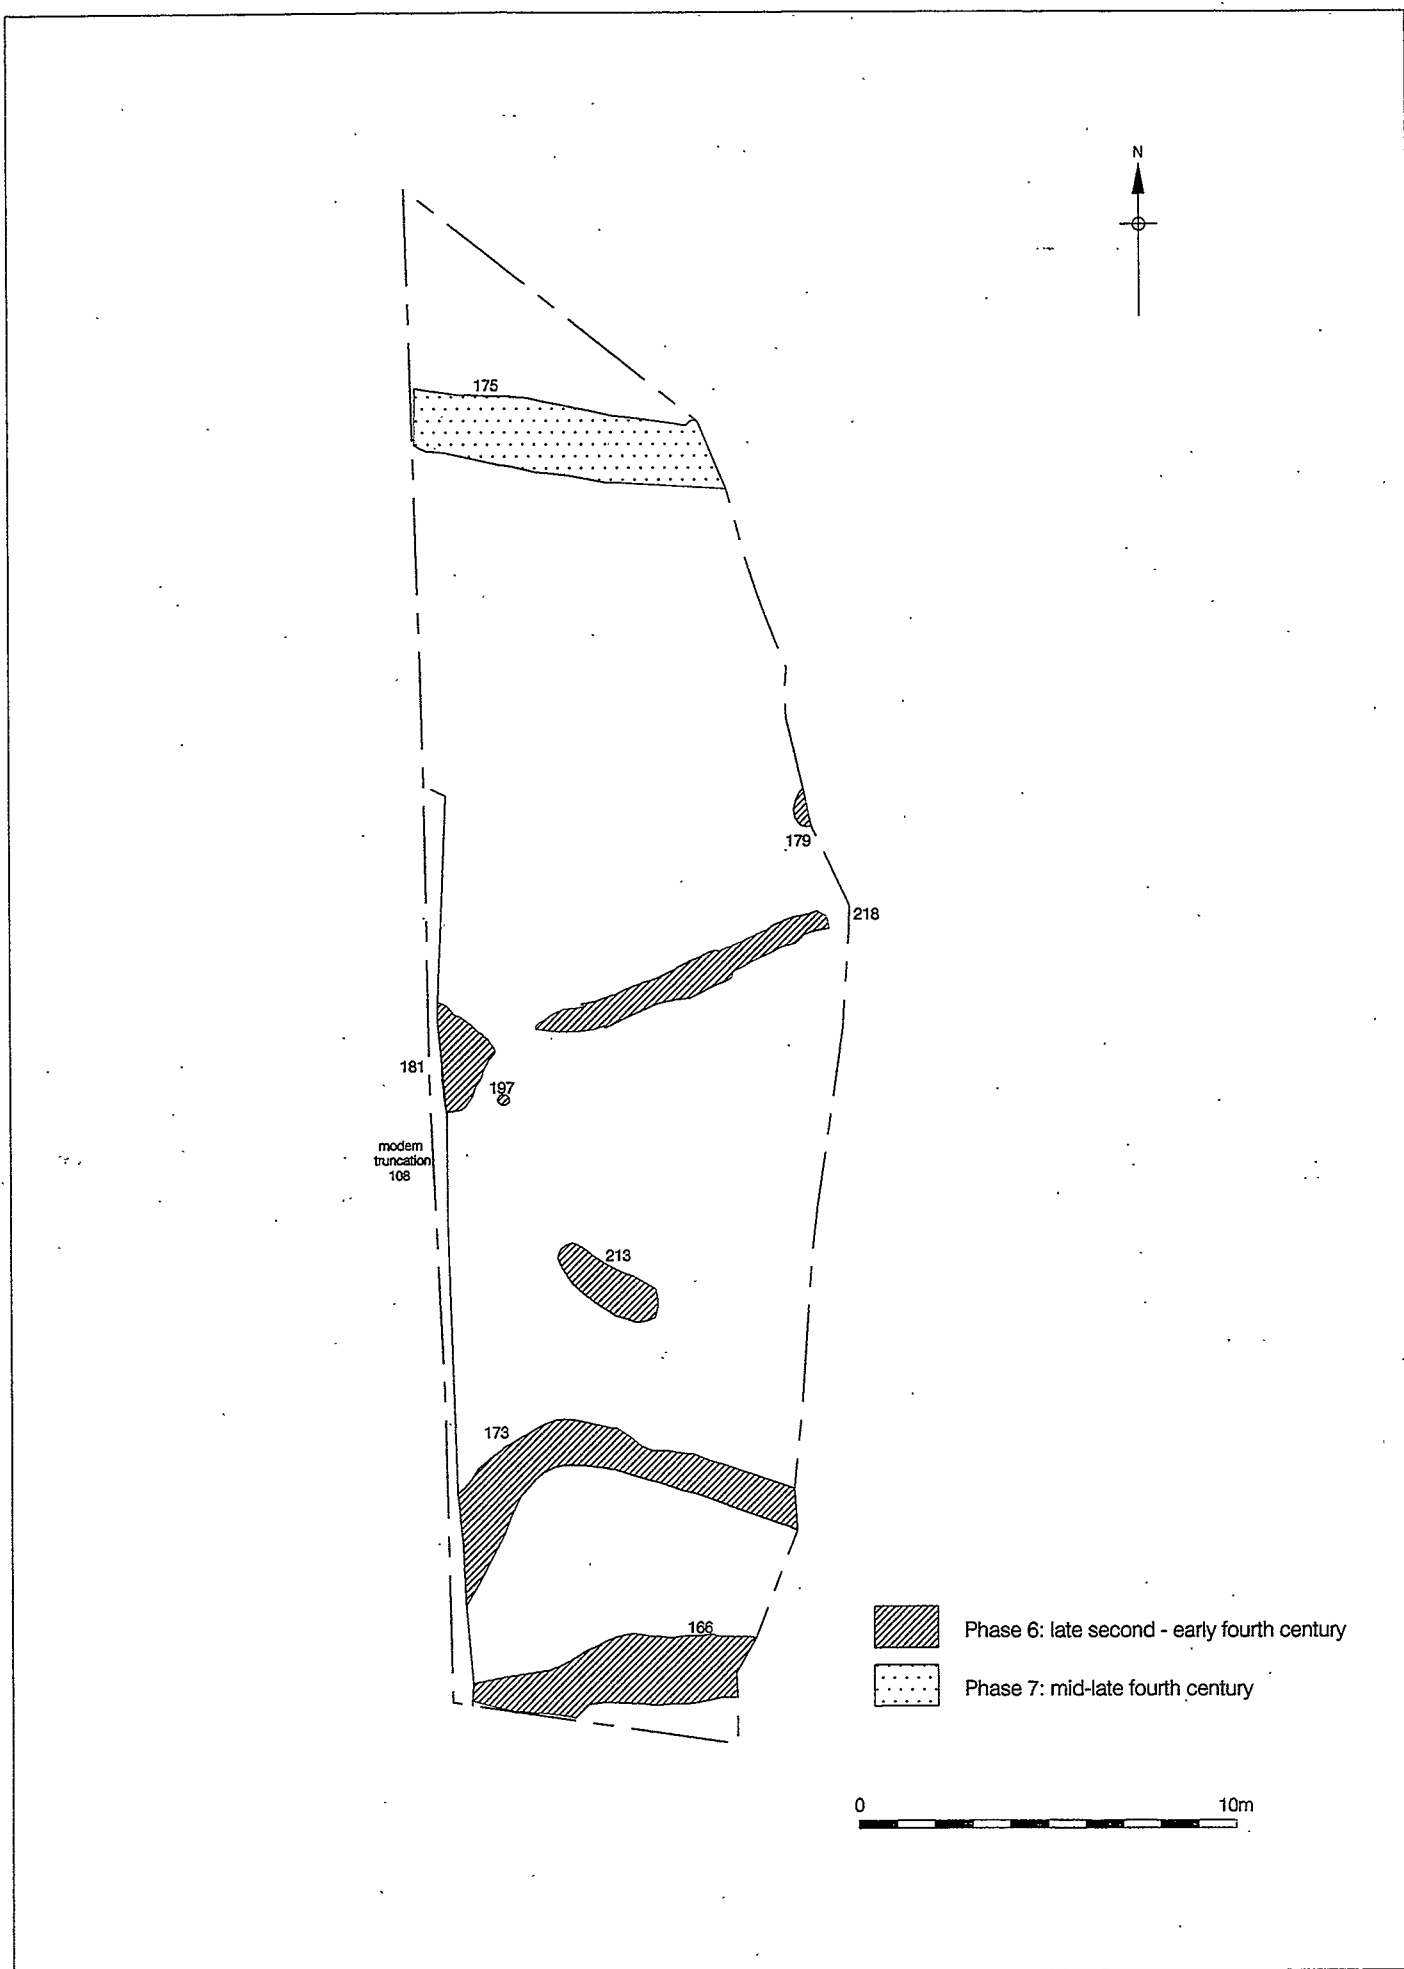 N
175
179
218
181
197
modern
truncation
108
213
173
166
Phase 6: late second - early fourth century
Phase 7: mid-late fourth century
0 10m